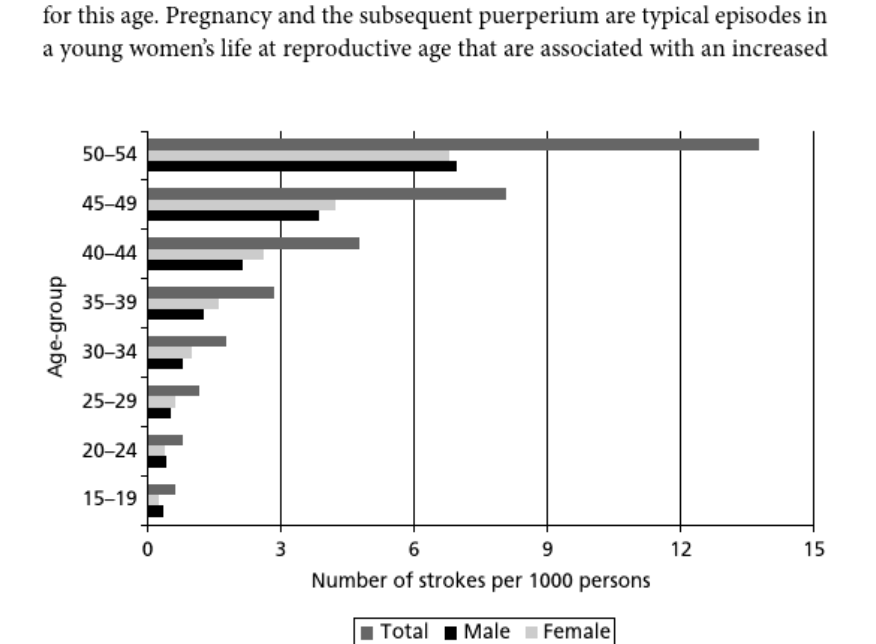 for this age. Pregnancy and the subsequent puerperium are typical episodes in
a young women’s life at reproductive age that are associated with an increased
50–54
45–49
40–44
35–39
30–34
25–29
20–24
15–19
Age-group
0 3 6 9 12 15
Number of strokes per 1000 persons
Total Male Female